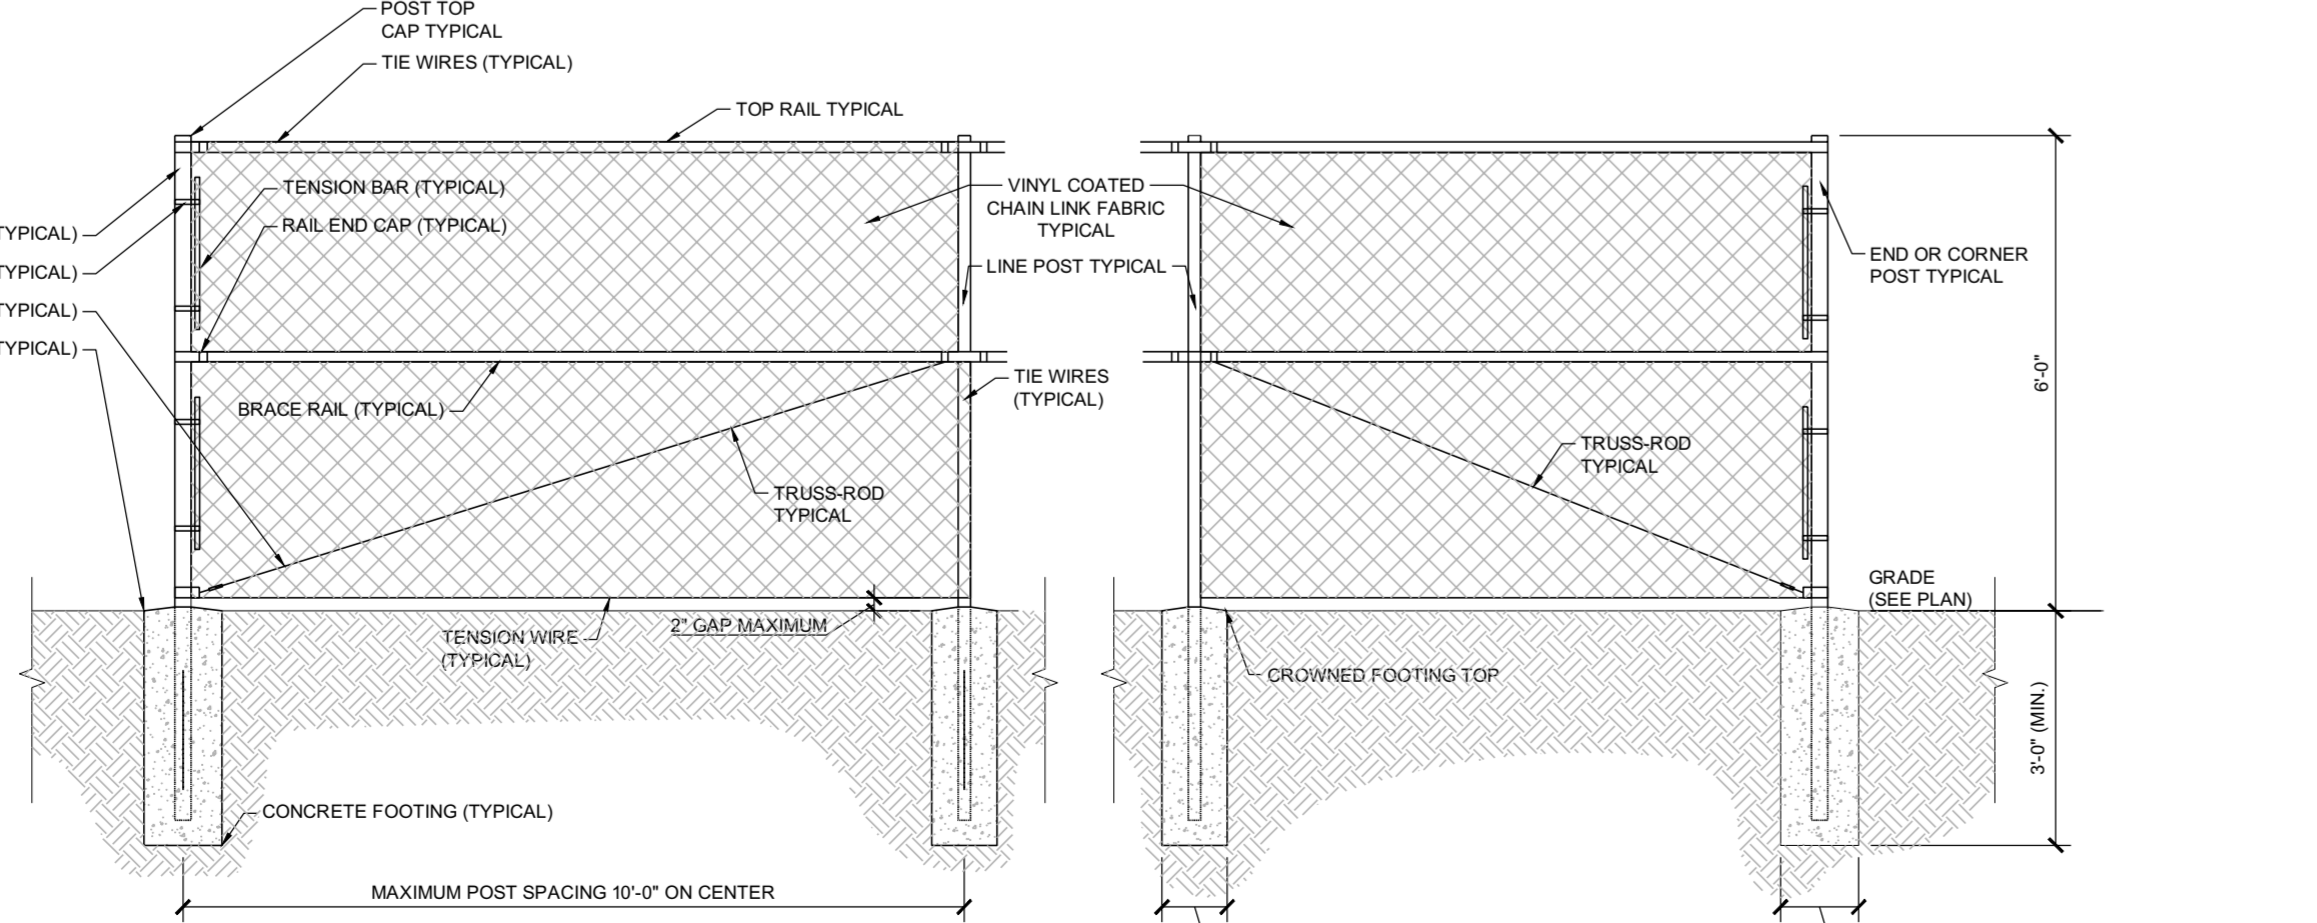 POST TOP
CAP TYPICAL
TIE WIRES (TYPICAL)
TOP RAIL TYPICAL
TENSION BAR (TYPICAL)
RAIL END CAP (TYPICAL)
TYPICAL)
TYPICAL)
TYPICAL)
TYPICAL)
VINYL COATED
CHAIN LINK FABRIC
TYPICAL
LINE POST TYPICAL
END OR CORNER
POST TYPICAL
6'-0"
TIE WIRES
(TYPICAL)
BRACE RAIL (TYPICAL)
TRUSS-ROD
TYPICAL
TRUSS-ROD
TYPICAL
GRADE
(SEE PLAN)
2" GAP MAXIMUM
TENSION WIRE
(TYPICAL)
CROWNED FOOTING TOP
3'-0" (MIN.)
CONCRETE FOOTING (TYPICAL)
MAXIMUM POST SPACING 10'-0" ON CENTER